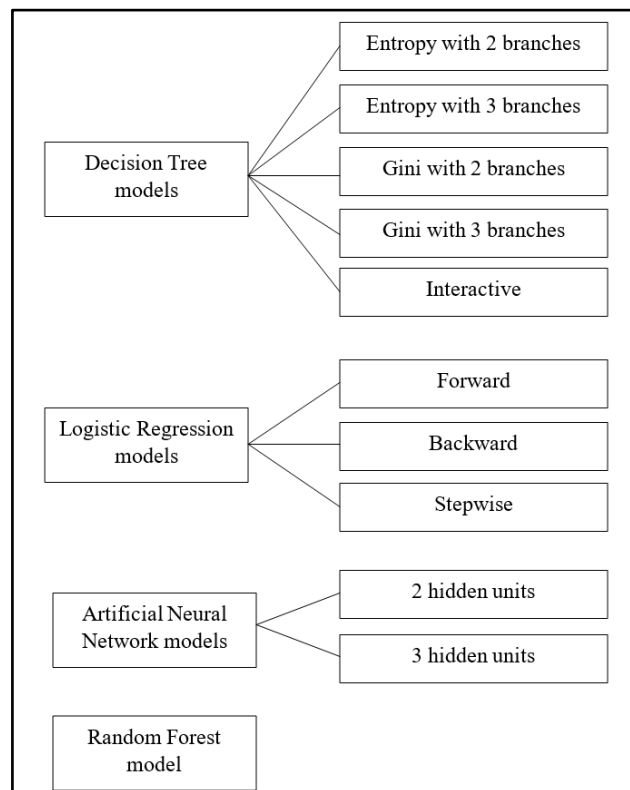 Decision Tree
models
Entropy with 2 branches
Entropy with 3 branches
Gini with 2 branches
Gini with 3 branches
Interactive
Logistic Regression
models
Forward
Backward
Stepwise
Artificial Neural
Network models
2 hidden units
3 hidden units
Random Forest
model